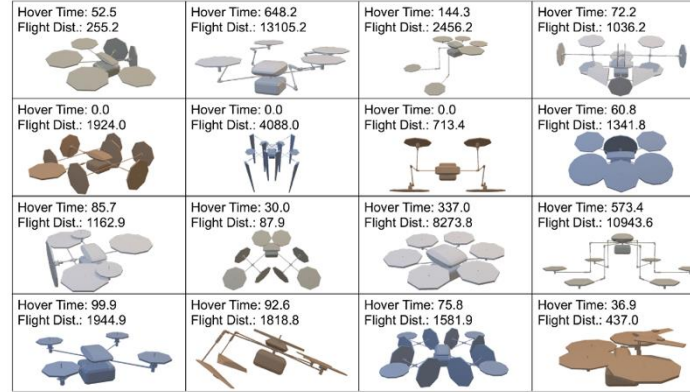 Hover Time: 52.5
Flight Dist.: 255.2
Hover Time: 648.2
Flight Dist.: 13105.2
Hover Time: 144.3
Flight Dist.: 2456.2
Hover Time: 72.2
Flight Dist.: 1036.2
Hover Time: 0.0
Flight Dist.: 1924.0
Hover Time: 0.0
Flight Dist.: 4088.0
Hover Time: 0.0
Flight Dist.: 713.4
Hover Time: 60.8
Flight Dist.: 1341.8
Hover Time: 85.7
Flight Dist.: 1162.9
Hover Time: 30.0
Flight Dist.: 87.9
Hover Time: 337.0
Flight Dist.: 8273.8
Hover Time: 573.4
Flight Dist.: 10943.6
Hover Time: 99.9
Flight Dist.: 1944.9
Hover Time: 92.6
Flight Dist.: 1818.8
Hover Time: 75.8
Flight Dist.: 1581.9
Hover Time: 36.9
Flight Dist.: 437.0